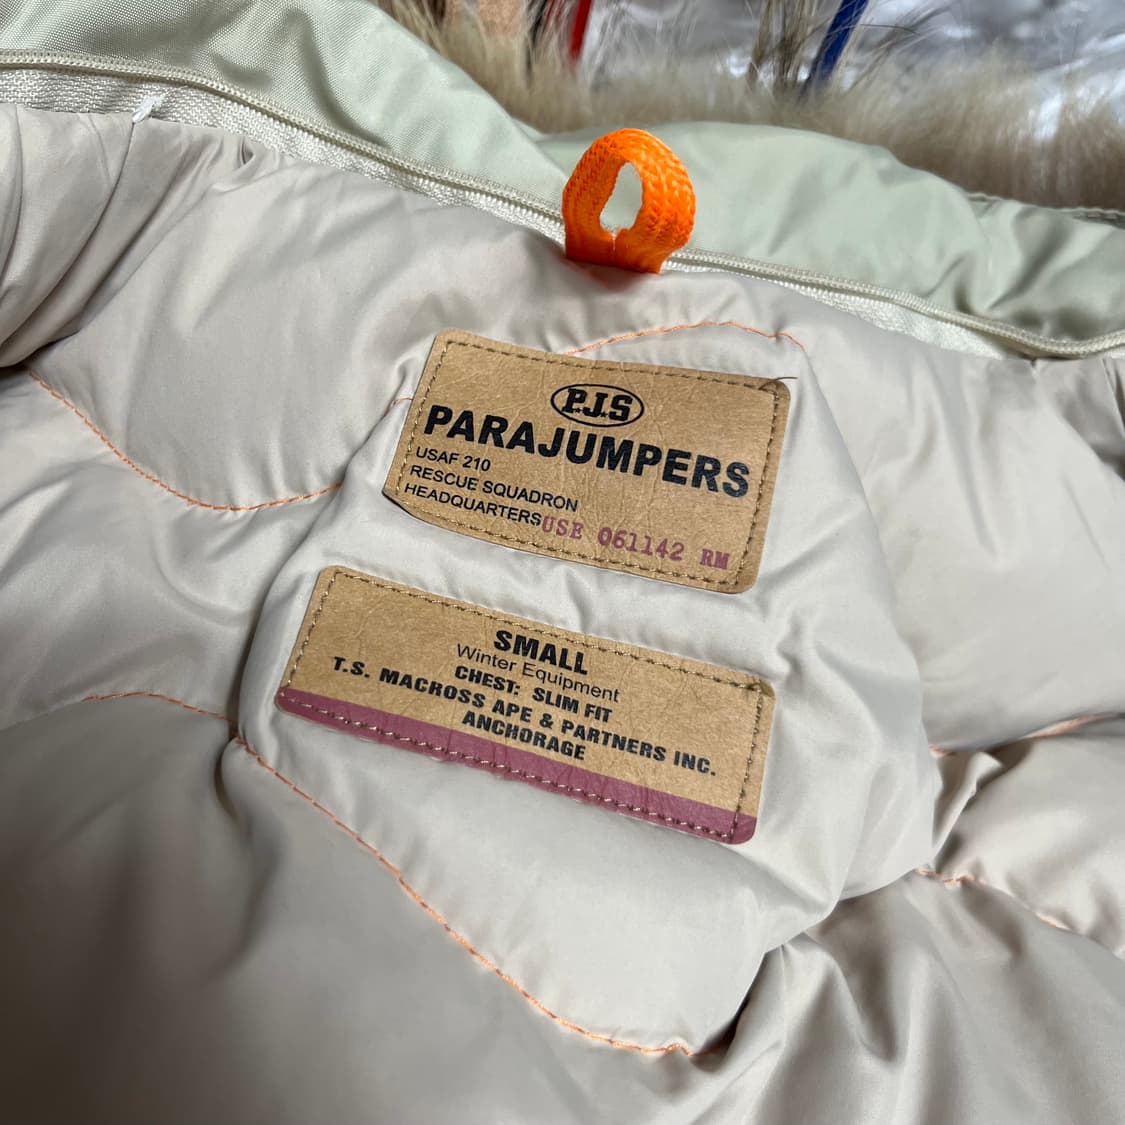 P.J.S
PARAJUMPERS
USAF 210
RESCUE SQUADRON
HEADQUARTERS USE 061142 RM
SMALL
Winter Equipment
CHEST: SLIM FIT
T.S. MACROSS APE & PARTNERS INC.
ANCHORAGE